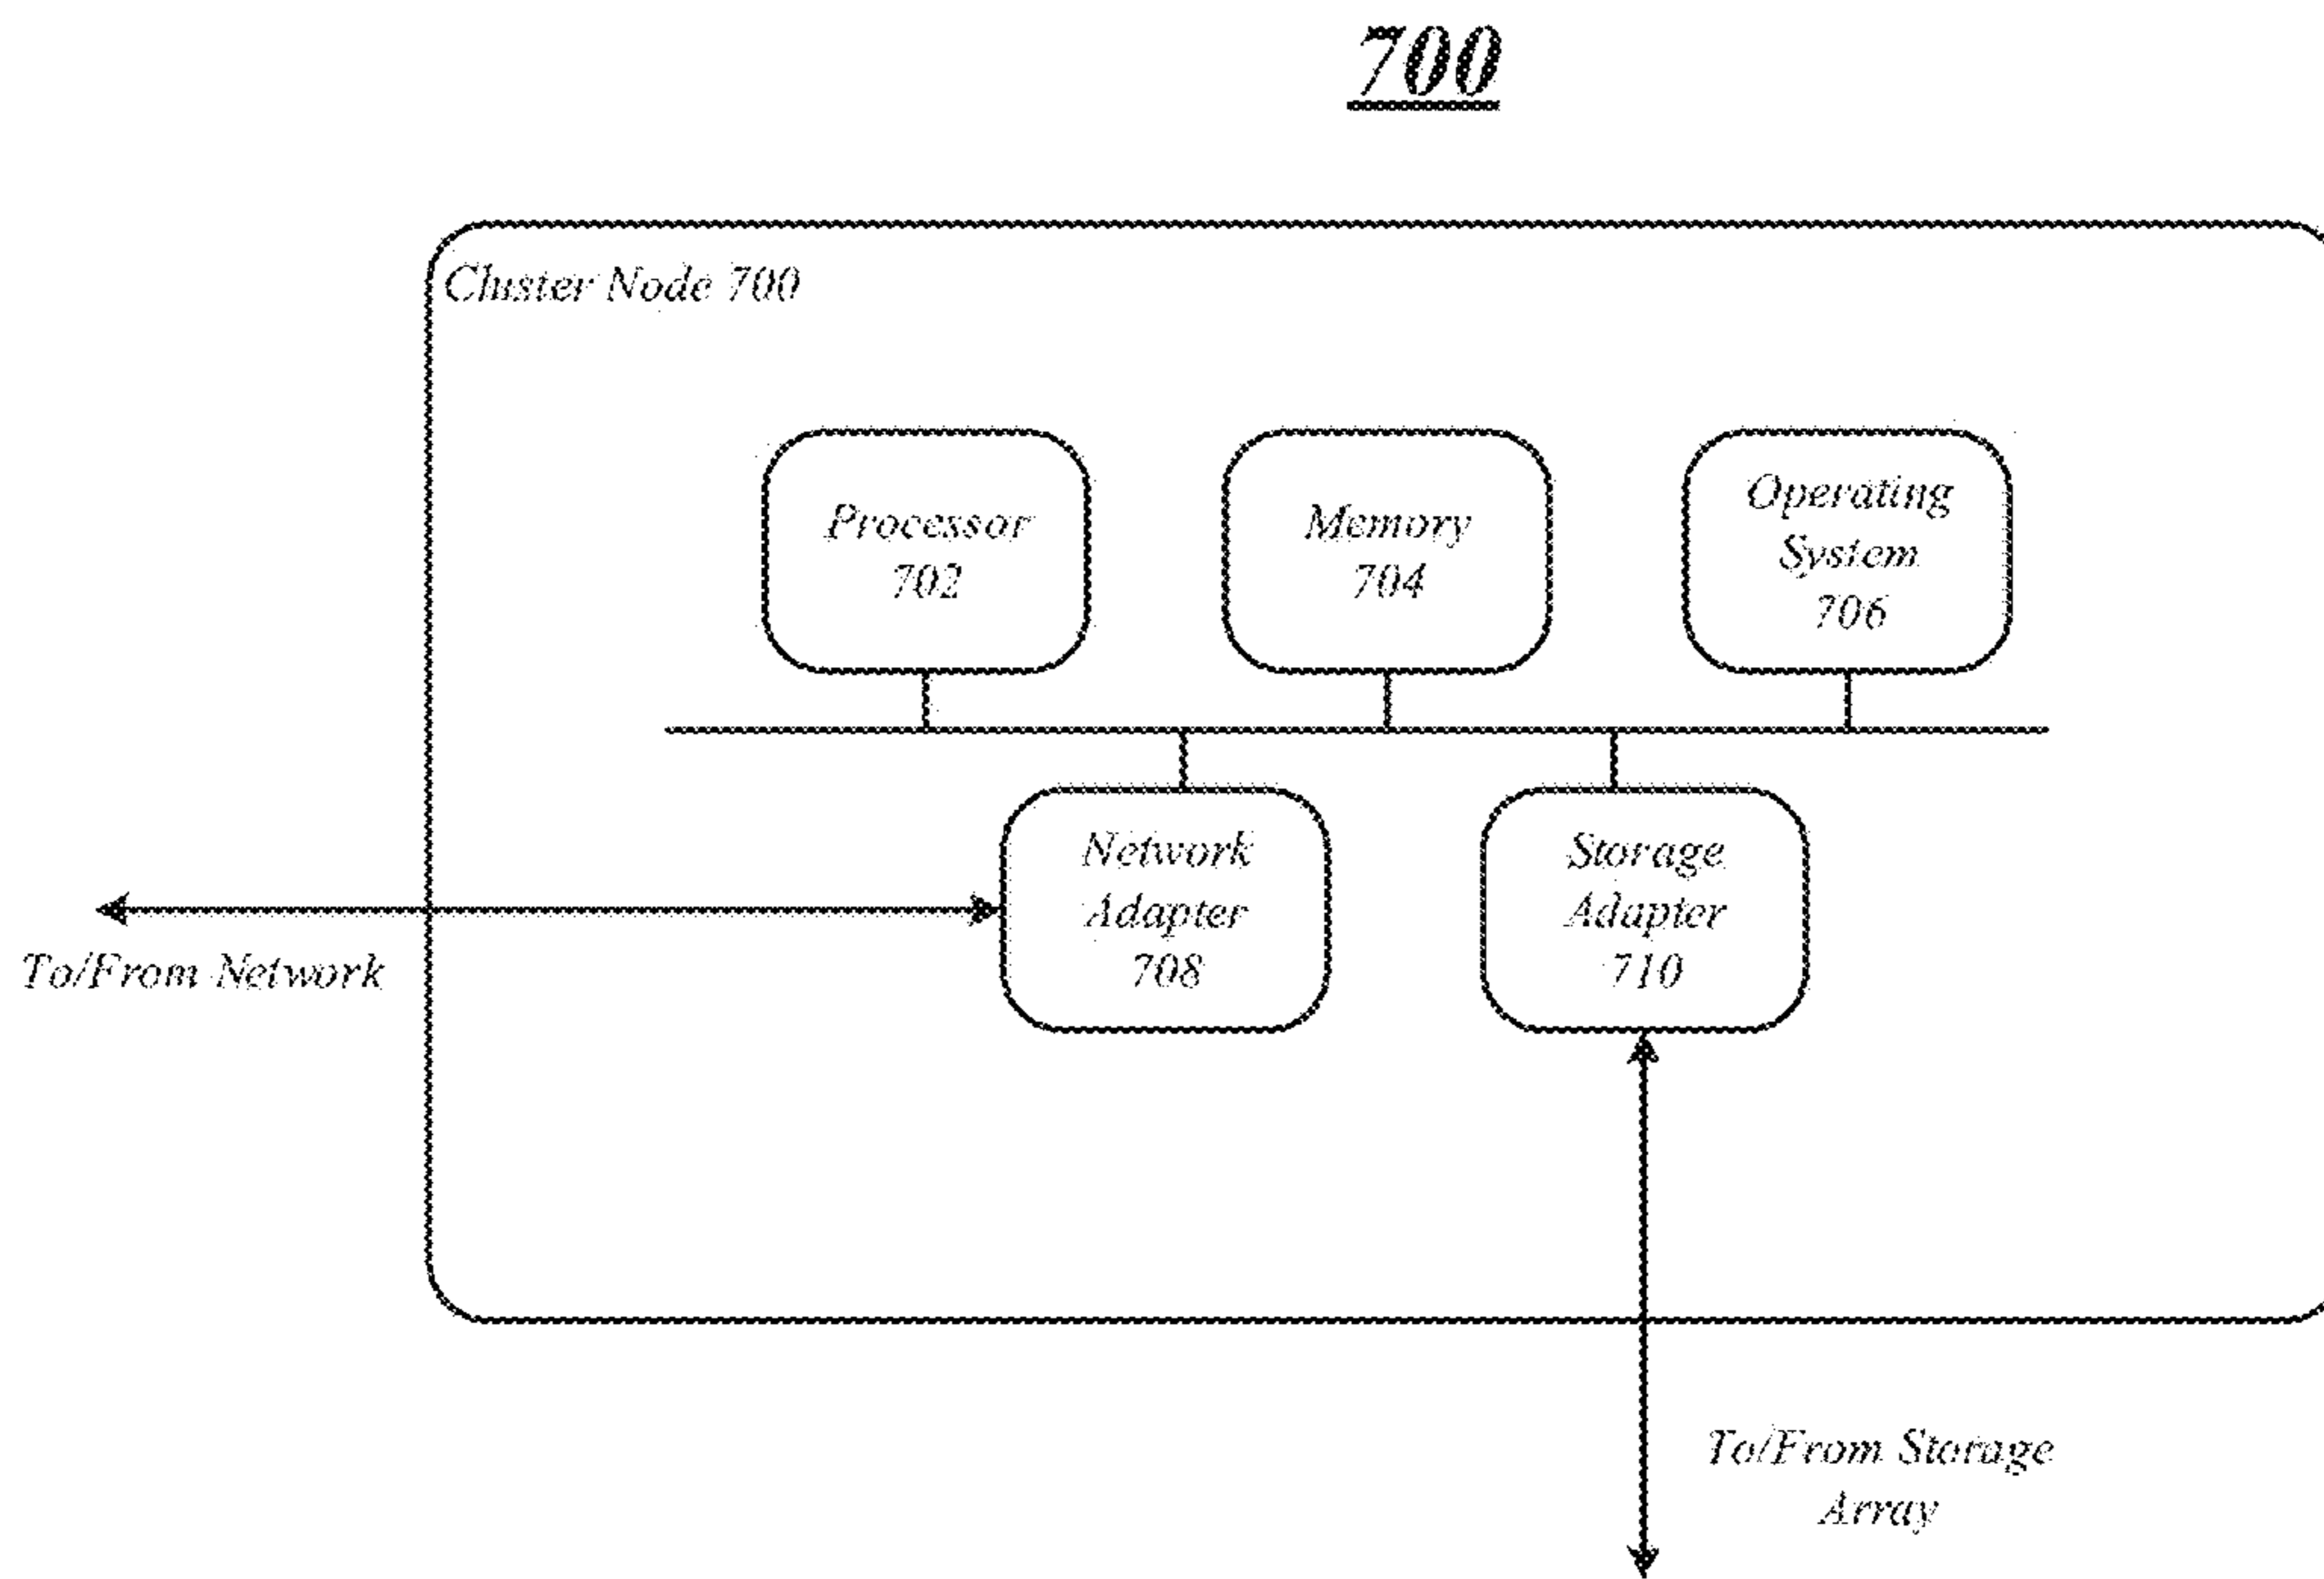 700
Cluster Node 700
Processor
702
Memory
704
Operating
System
706
Network
Adapter
708
Storage
Adapter
710
To/From Network
To/From Storage
Array